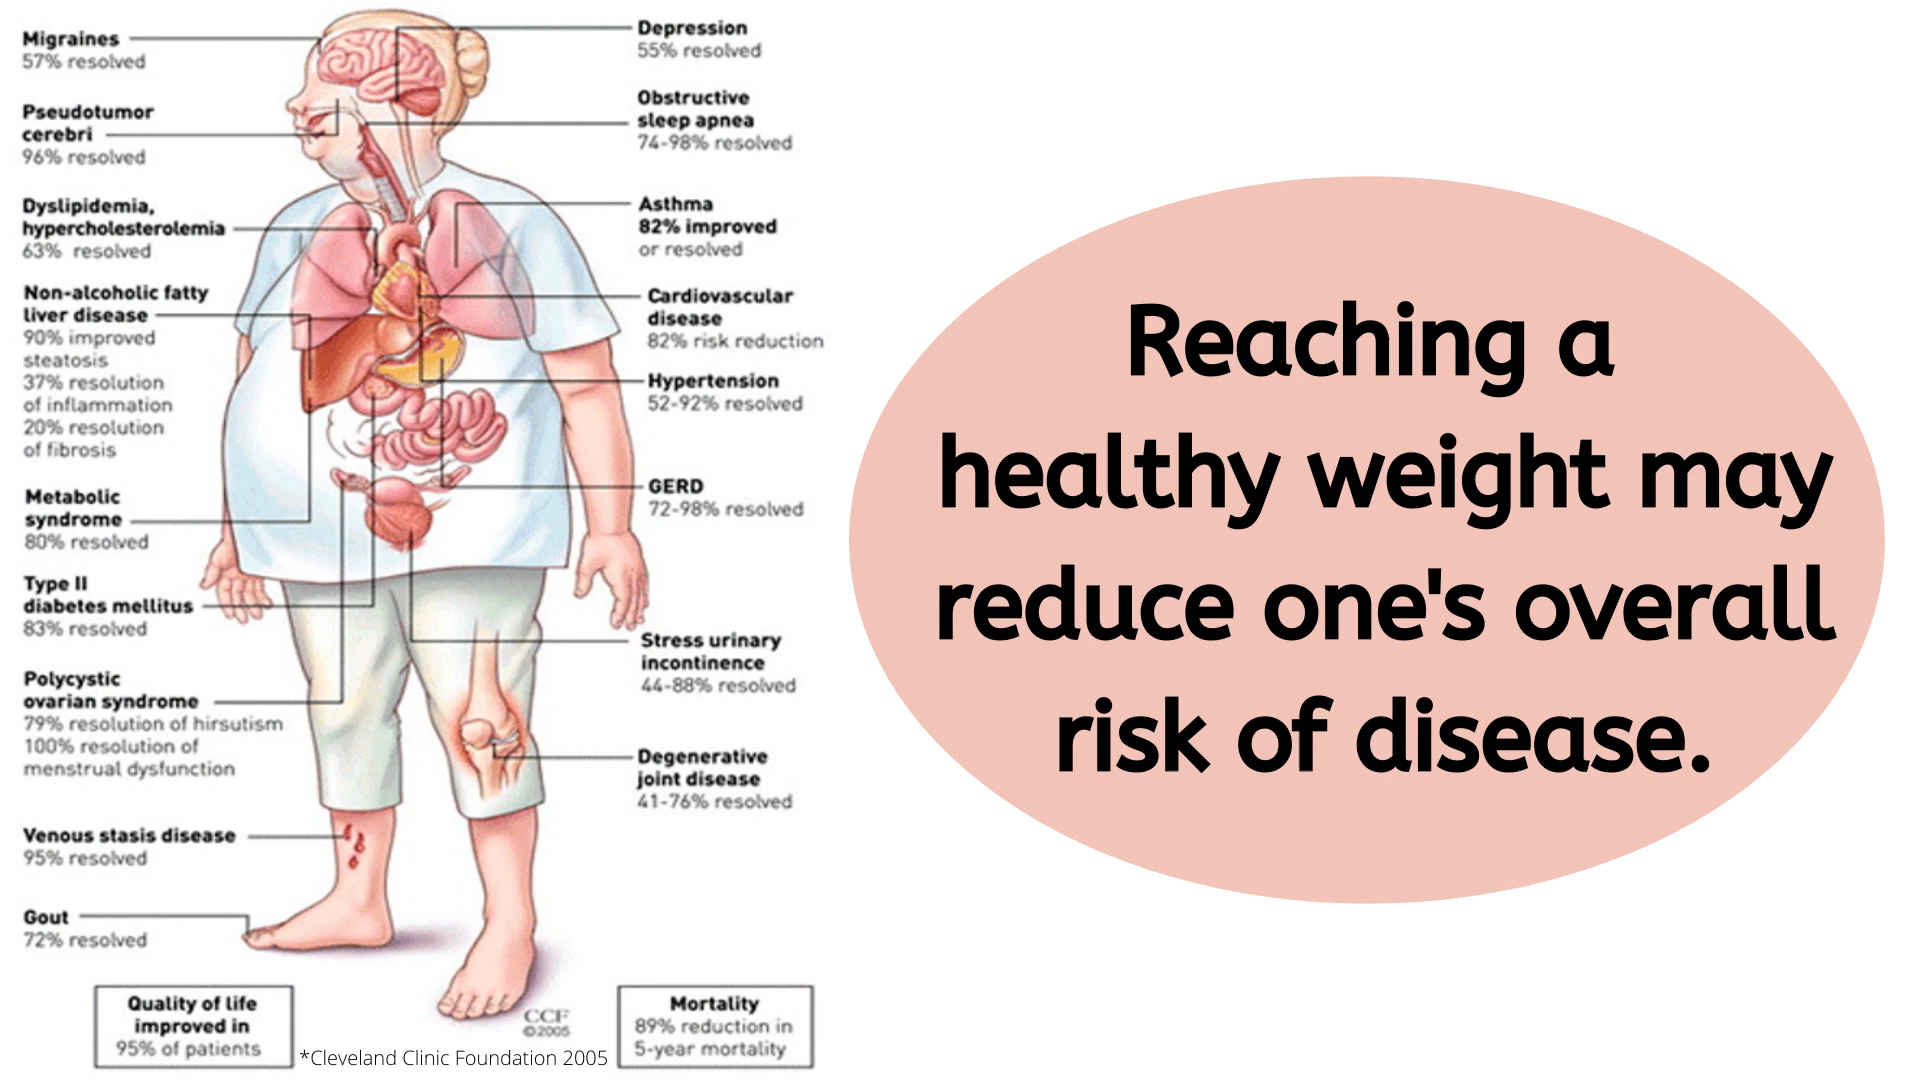 Migraines
57% resolved
Pseudotumor
cerebri
96% resolved
Dyslipidemia,
hypercholesterolemia
63% resolved
Non-alcoholic fatty
liver disease
90% improved
steatosis
37% resolution
of inflammation
20% resolution
of fibrosis
Metabolic
syndrome
80% resolved
Type II
diabetes mellitus
83% resolved
Polycystic
ovarian syndrome
79% resolution of hirsutism
100% resolution of
menstrual dysfunction
Venous stasis disease
95% resolved
Gout
72% resolved
Quality of life
improved in
95% of patients
Depression
55% resolved
Obstructive
sleep apnea
74-98% resolved
Asthma
82% improved
or resolved
Cardiovascular
disease
82% risk reduction
Hypertension
52-92% resolved
GERD
72-98% resolved
Stress urinary
incontinence
44-88% resolved
Degenerative
joint disease
41-76% resolved
CCF
©2005
*Cleveland Clinic Foundation 2005
Mortality
89% reduction in
5-year mortality
Reaching a
healthy weight may
reduce one's overall
risk of disease.